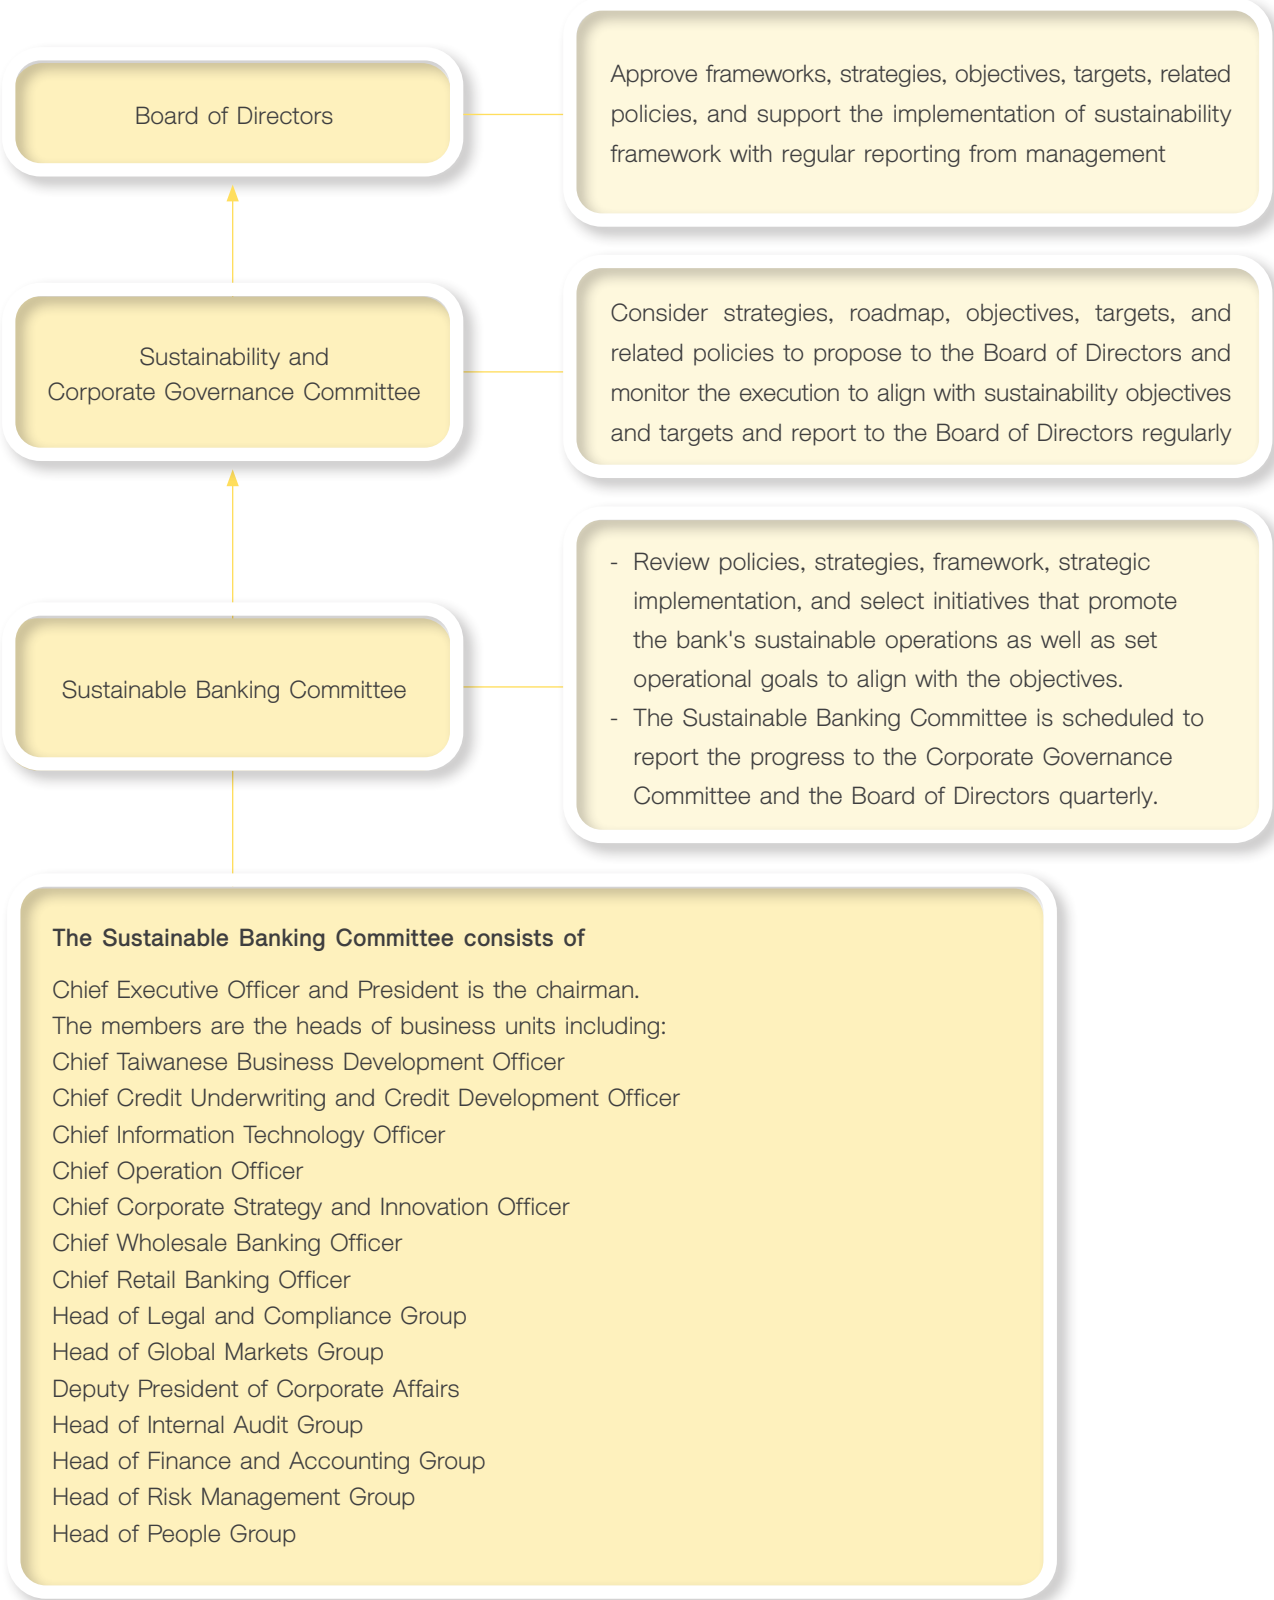 Board of Directors
Approve frameworks, strategies, objectives, targets, related
policies, and support the implementation of sustainability
framework with regular reporting from management
Sustainability and
Corporate Governance Committee
Consider strategies, roadmap, objectives, targets, and
related policies to propose to the Board of Directors and
monitor the execution to align with sustainability objectives
and targets and report to the Board of Directors regularly
Sustainable Banking Committee
- Review policies, strategies, framework, strategic
implementation, and select initiatives that promote
the bank's sustainable operations as well as set
operational goals to align with the objectives.
- The Sustainable Banking Committee is scheduled to
report the progress to the Corporate Governance
Committee and the Board of Directors quarterly.
The Sustainable Banking Committee consists of
Chief Executive Officer and President is the chairman.
The members are the heads of business units including:
Chief Taiwanese Business Development Officer
Chief Credit Underwriting and Credit Development Officer
Chief Information Technology Officer
Chief Operation Officer
Chief Corporate Strategy and Innovation Officer
Chief Wholesale Banking Officer
Chief Retail Banking Officer
Head of Legal and Compliance Group
Head of Global Markets Group
Deputy President of Corporate Affairs
Head of Internal Audit Group
Head of Finance and Accounting Group
Head of Risk Management Group
Head of People Group